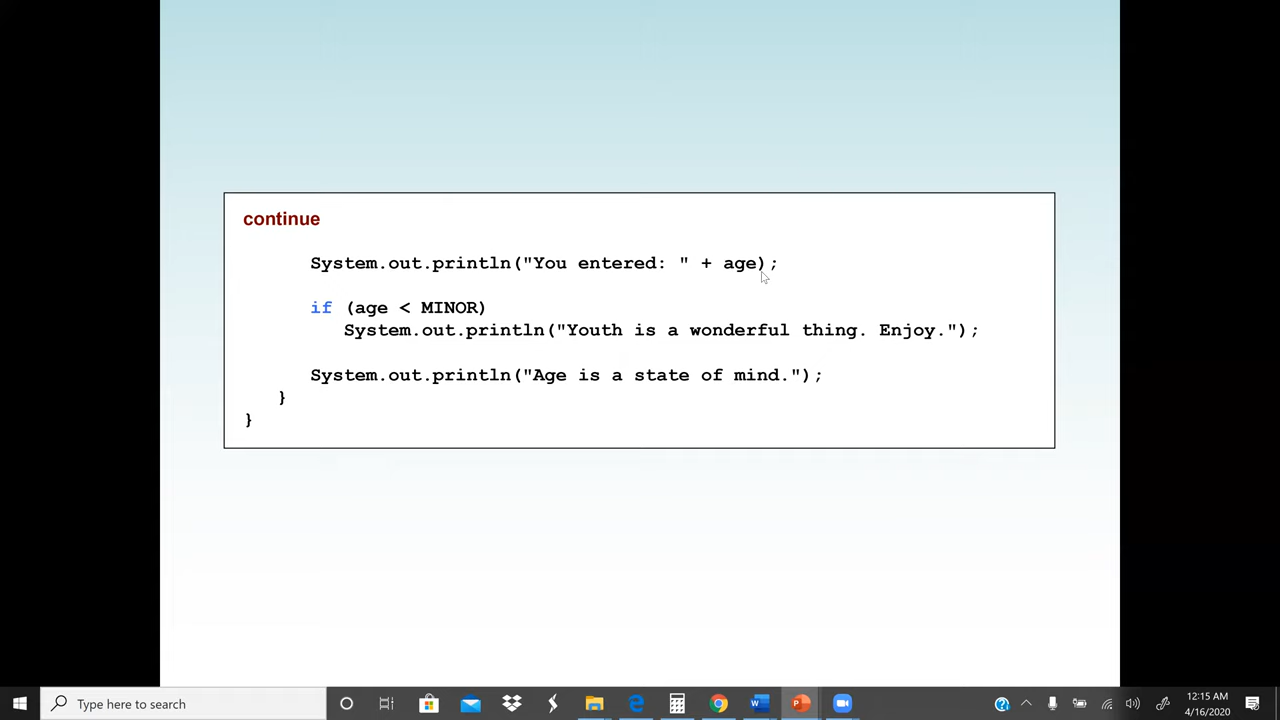 continue
System.out.println("You entered: " + age);
if (age < MINOR)
System.out.println("Youth is a wonderful thing. Enjoy.");
System.out.println("Age is a state of mind.");
}
}
Type here to search
12:15 AM
4/16/2020